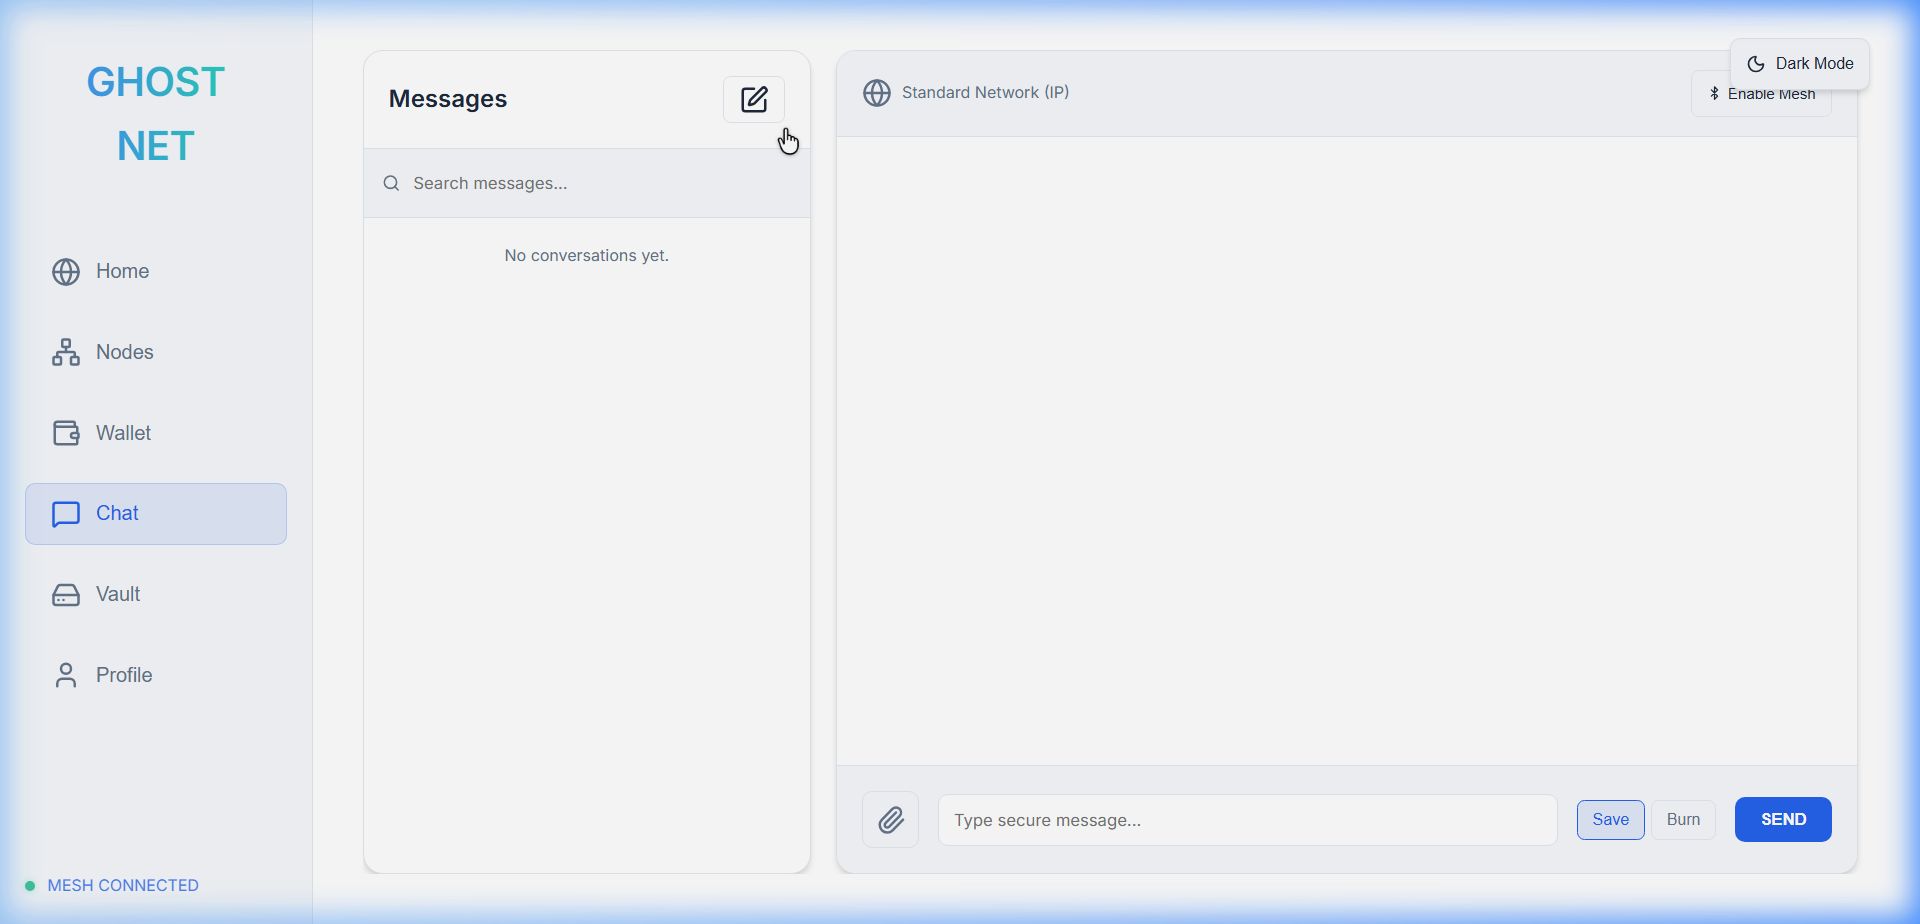 GHOST
NET
Home
Nodes
Wallet
Chat
Vault
Profile
MESH CONNECTED
Messages
Search messages...
No conversations yet.
Standard Network (IP)
Dark Mode
Enable Mesh
Type secure message...
Save
Burn
SEND